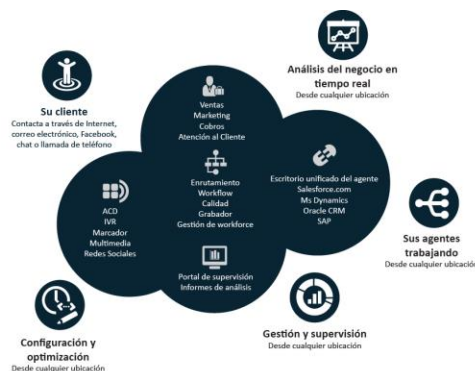 Análisis del negocio en
tiempo real
Desde cualquier ubicación
Su cliente
Contacta a través de Internet,
correo electrónico, Facebook,
chat o llamada de teléfono
Ventas
Marketing
Cobros
Atención al Cliente
Enrutamiento
Workflow
Calidad
Grabador
Gestión de workforce
Escritorio unificado del agente
Salesforce.com
Ms Dynamics
Oracle CRM
SAP
ACD
IVR
Marcador
Multimedia
Redes Sociales
Sus agentes
trabajando
Desde cualquier ubicación
Portal de supervisión
Informes de análisis
Gestión y supervisión
Desde cualquier ubicación
Configuración y
optimización
Desde cualquier ubicación